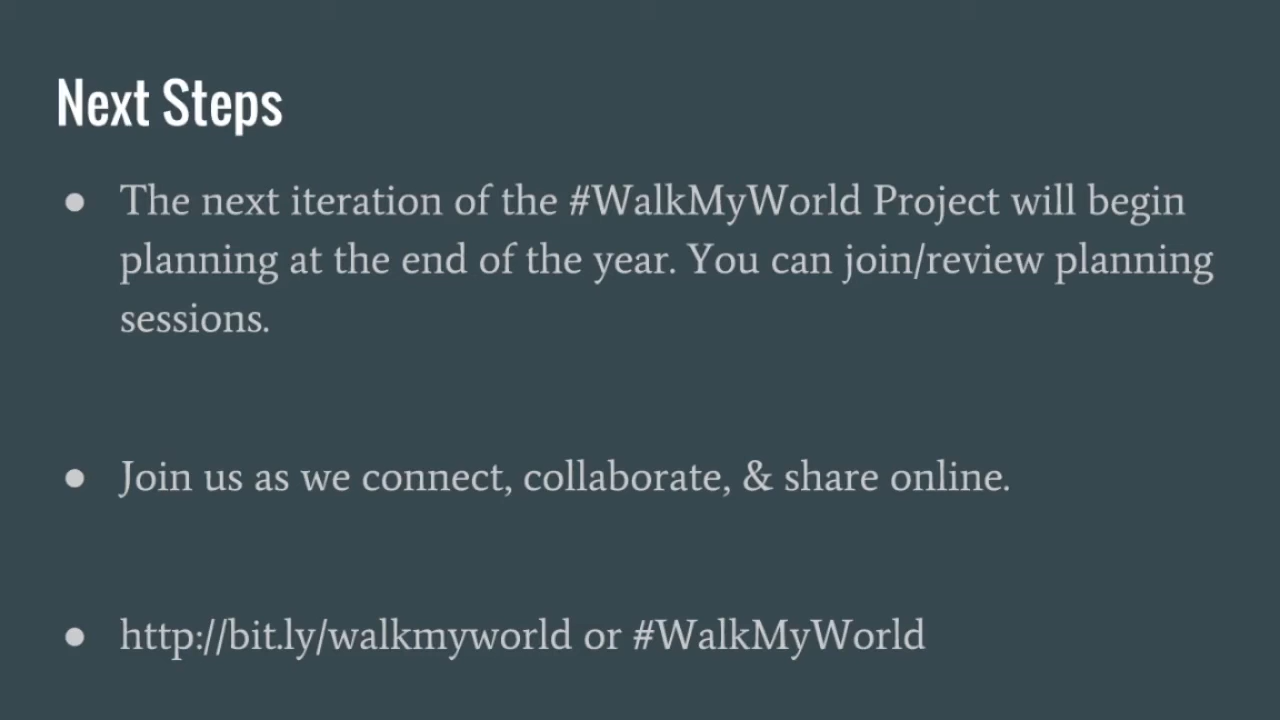 Next Steps
● The next iteration of the #WalkMyWorld Project will begin
planning at the end of the year. You can join/review planning
sessions.
● Join us as we connect, collaborate, & share online.
● http://bit.ly/walkmyworld or #WalkMyWorld